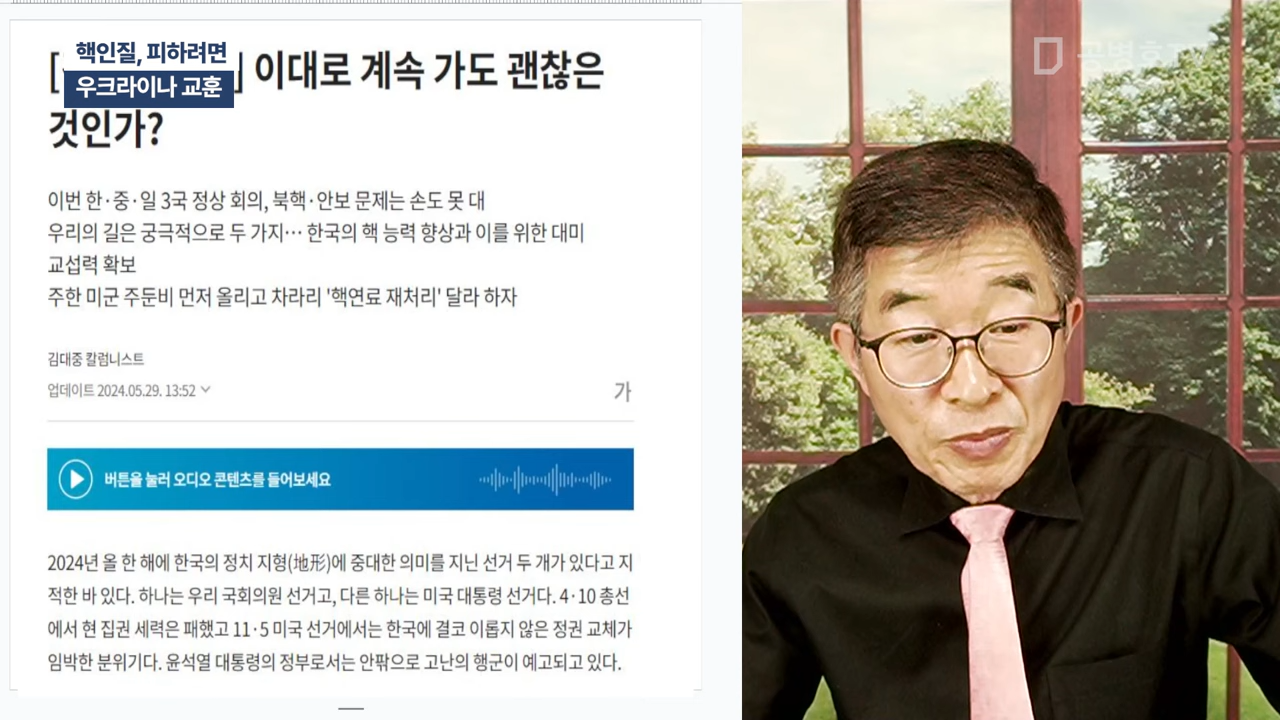 핵인질, 피하려면
우크라이나 교훈
[ ] 이대로 계속 가도 괜찮은
것인가?
이번 한·중·일 3국 정상 회의, 북핵·안보 문제는 손도 못 대
우리의 길은 궁극적으로 두 가지… 한국의 핵 능력 향상과 이를 위한 대미
교섭력 확보
주한 미군 주둔비 먼저 올리고 차라리 '핵연료 재처리' 달라 하자
김대중 칼럼니스트
업데이트 2024.05.29. 13:52
가
버튼을 눌러 오디오 콘텐츠를 들어보세요
2024년 올 한 해에 한국의 정치 지형(地形)에 중대한 의미를 지닌 선거 두 개가 있다고 지
적한 바 있다. 하나는 우리 국회의원 선거고, 다른 하나는 미국 대통령 선거다. 4·10 총선
에서 현 집권 세력은 패했고 11·5 미국 선거에서는 한국에 결코 이롭지 않은 정권 교체가
임박한 분위기다. 윤석열 대통령의 정부로서는 안팎으로 고난의 행군이 예고되고 있다.
공병호